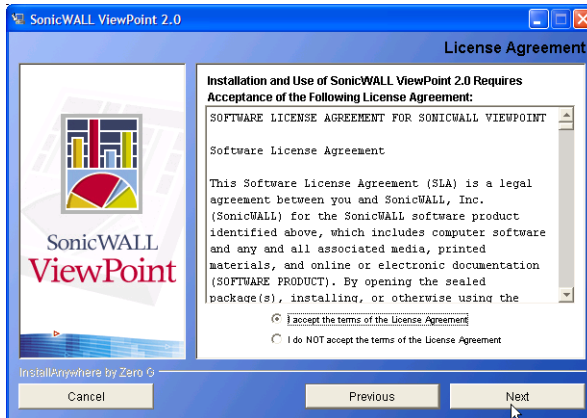 SonicWALL ViewPoint 2.0
License Agreement
Installation and Use of SonicWALL ViewPoint 2.0 Requires
Acceptance of the Following License Agreement:
SOFTWARE LICENSE AGREEMENT FOR SONICWALL VIEWPOINT
Software License Agreement
This Software License Agreement (SLA) is a legal
agreement between you and SonicWALL, Inc.
(SonicWALL) for the SonicWALL software product
identified above, which includes computer software
and any and all associated media, printed
materials, and online or electronic documentation
(SOFTWARE PRODUCT). By opening the sealed
package(s), installing, or otherwise using the
SonicWALL
ViewPoint
I accept the terms of the License Agreement
I do NOT accept the terms of the License Agreement
InstallAnywhere by Zero G
Cancel
Previous
Next